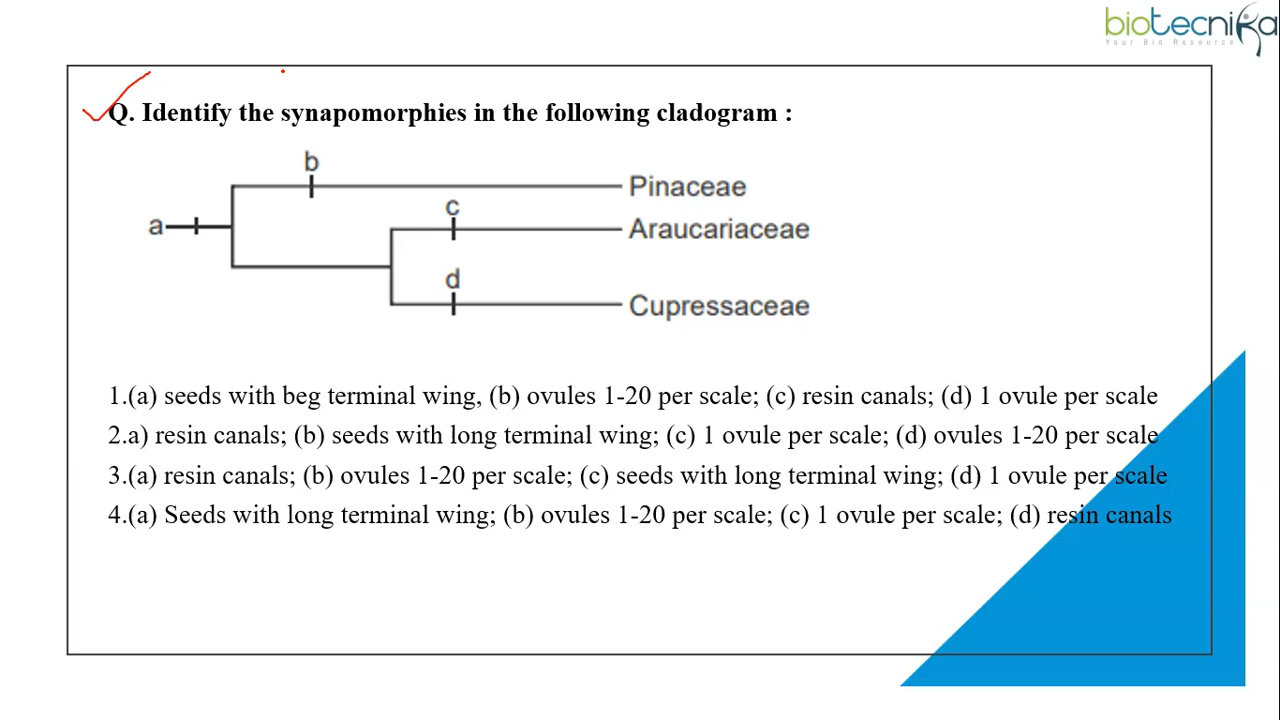 biotecnika
Your Bio Resource
Q. Identify the synapomorphies in the following cladogram :
b
Pinaceae
c
a
Araucariaceae
d
Cupressaceae
1.(a) seeds with beg terminal wing, (b) ovules 1-20 per scale; (c) resin canals; (d) 1 ovule per scale
2.a) resin canals; (b) seeds with long terminal wing; (c) 1 ovule per scale; (d) ovules 1-20 per scale
3.(a) resin canals; (b) ovules 1-20 per scale; (c) seeds with long terminal wing; (d) 1 ovule per scale
4.(a) Seeds with long terminal wing; (b) ovules 1-20 per scale; (c) 1 ovule per scale; (d) resin canals